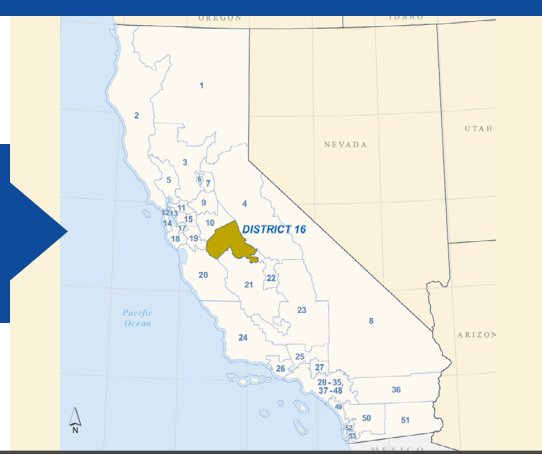 OREGON
IDAHO
1
2
UTAH
NEVADA
3
5
6
7
4
9
11
12
13
15
10
14
17
DISTRICT 16
18
19
20
21
22
23
Pacific
Ocean
8
24
ARIZON
25
26
27
28 - 35,
37 - 48
36
49
50
51
52
53
N
MEXICO